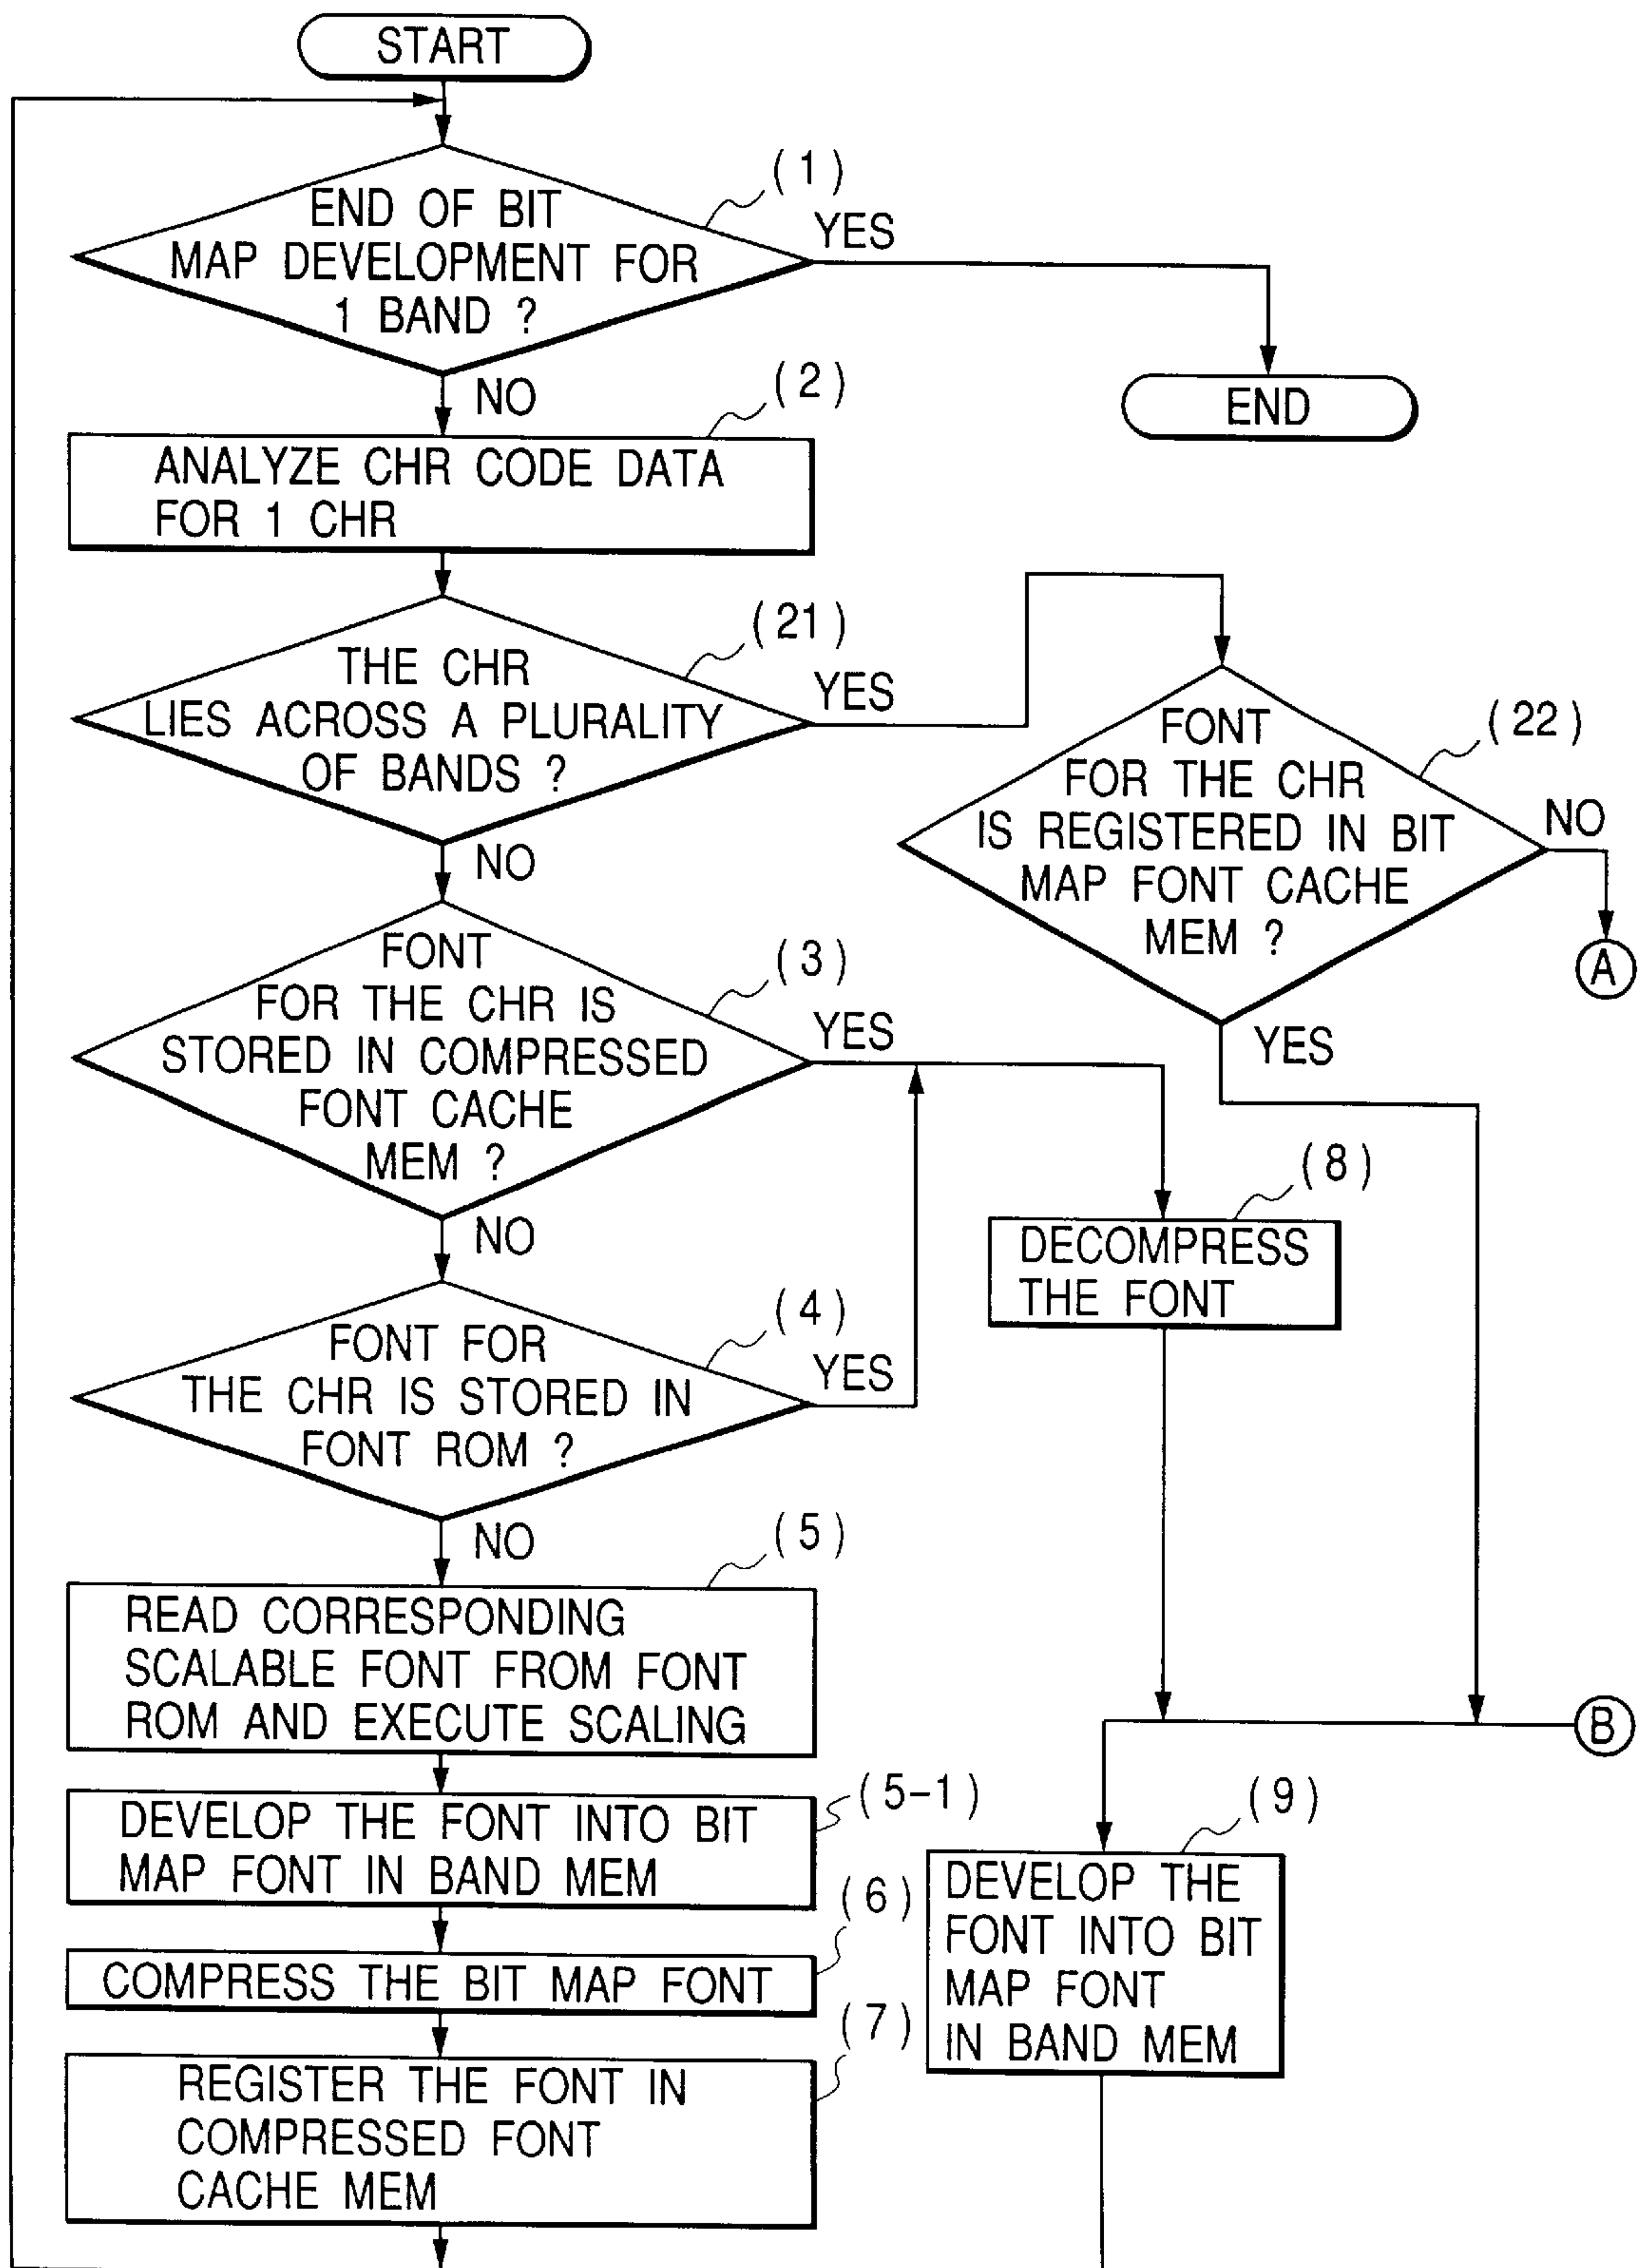 START
(1)
END OF BIT
MAP DEVELOPMENT FOR
1 BAND ?
YES
NO
END
(2)
ANALYZE CHR CODE DATA
FOR 1 CHR
(21)
THE CHR
LIES ACROSS A PLURALITY
OF BANDS ?
YES
NO
(22)
FONT
FOR THE CHR
IS REGISTERED IN BIT
MAP FONT CACHE
MEM ?
NO
A
YES
(3)
FONT
FOR THE CHR IS
STORED IN COMPRESSED
FONT CACHE
MEM ?
YES
NO
(8)
DECOMPRESS
THE FONT
(4)
FONT FOR
THE CHR IS STORED IN
FONT ROM ?
YES
NO
(5)
READ CORRESPONDING
SCALABLE FONT FROM FONT
ROM AND EXECUTE SCALING
B
(5-1)
DEVELOP THE FONT INTO BIT
MAP FONT IN BAND MEM
(9)
DEVELOP THE
FONT INTO BIT
MAP FONT
IN BAND MEM
(6)
COMPRESS THE BIT MAP FONT
(7)
REGISTER THE FONT IN
COMPRESSED FONT
CACHE MEM